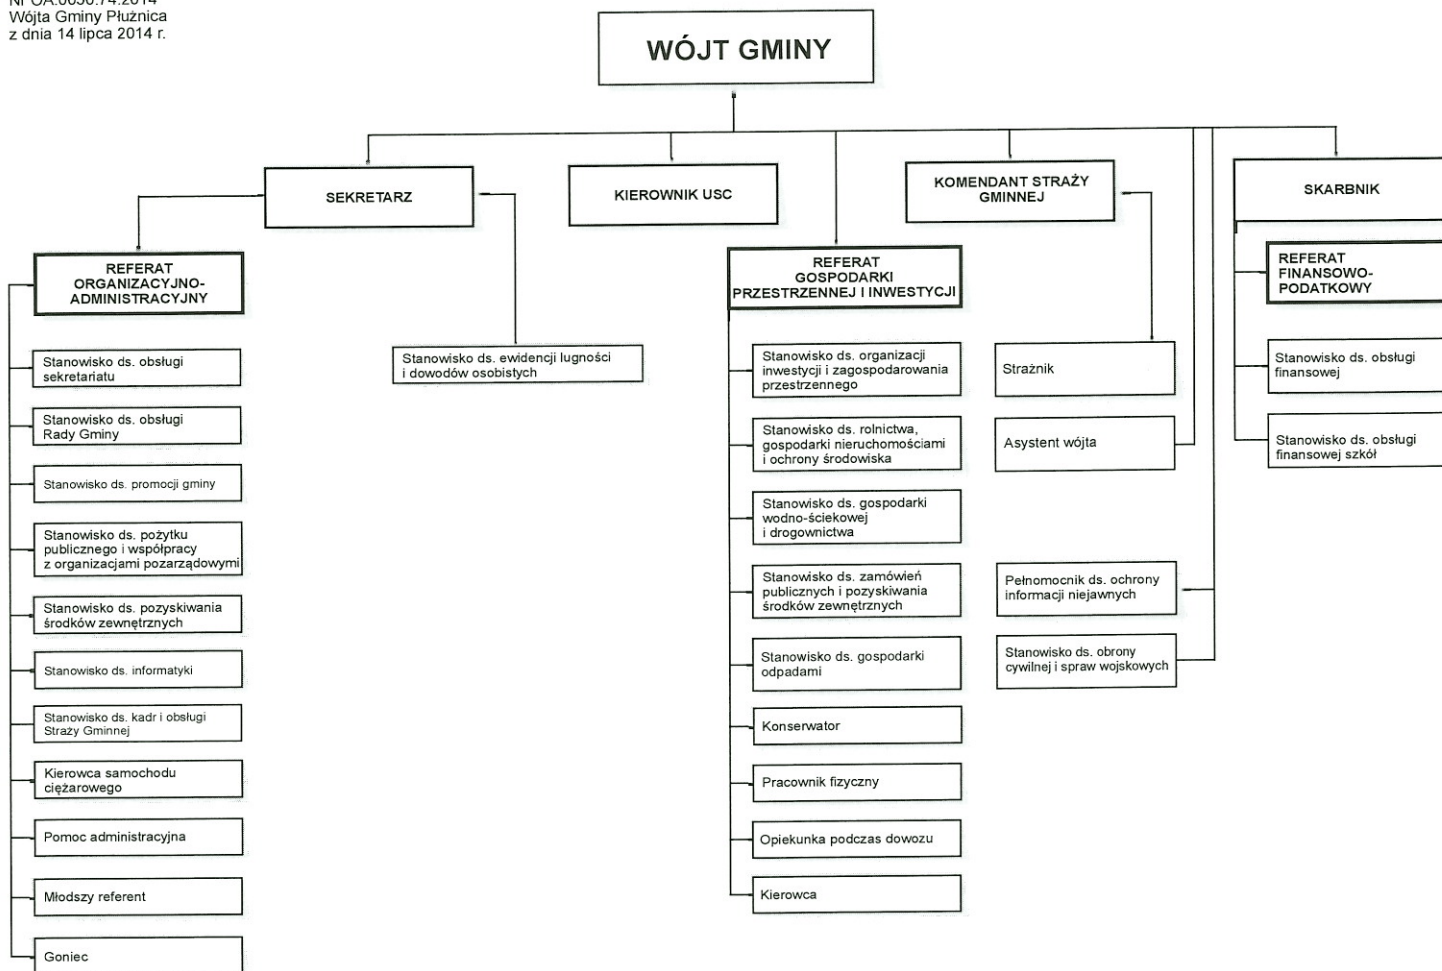 Nr OA.0050.74.2014
Wójta Gminy Płużnica
z dnia 14 lipca 2014 r.
WÓJT GMINY
SEKRETARZ
KIEROWNIK USC
KOMENDANT STRAŻY
GMINNEJ
SKARBNIK
REFERAT
ORGANIZACYJNO-
ADMINISTRACYJNY
Stanowisko ds. obsługi
sekretariatu
Stanowisko ds. obsługi
Rady Gminy
Stanowisko ds. promocji gminy
Stanowisko ds. pożytku
publicznego i współpracy
z organizacjami pozarządowymi
Stanowisko ds. pozyskiwania
środków zewnętrznych
Stanowisko ds. informatyki
Stanowisko ds. kadr i obsługi
Straży Gminnej
Kierowca samochodu
ciężarowego
Pomoc administracyjna
Młodszy referent
Goniec
Stanowisko ds. ewidencji lugności
i dowodów osobistych
REFERAT
GOSPODARKI
PRZESTRZENNEJ I INWESTYCJI
Stanowisko ds. organizacji
inwestycji i zagospodarowania
przestrzennego
Stanowisko ds. rolnictwa,
gospodarki nieruchomościami
i ochrony środowiska
Stanowisko ds. gospodarki
wodno-ściekowej
i drogownictwa
Stanowisko ds. zamówień
publicznych i pozyskiwania
środków zewnętrznych
Stanowisko ds. gospodarki
odpadami
Konserwator
Pracownik fizyczny
Opiekunka podczas dowozu
Kierowca
Strażnik
Asystent wójta
Pełnomocnik ds. ochrony
informacji niejawnych
Stanowisko ds. obrony
cywilnej i spraw wojskowych
REFERAT
FINANSOWO-
PODATKOWY
Stanowisko ds. obsługi
finansowej
Stanowisko ds. obsługi
finansowej szkół